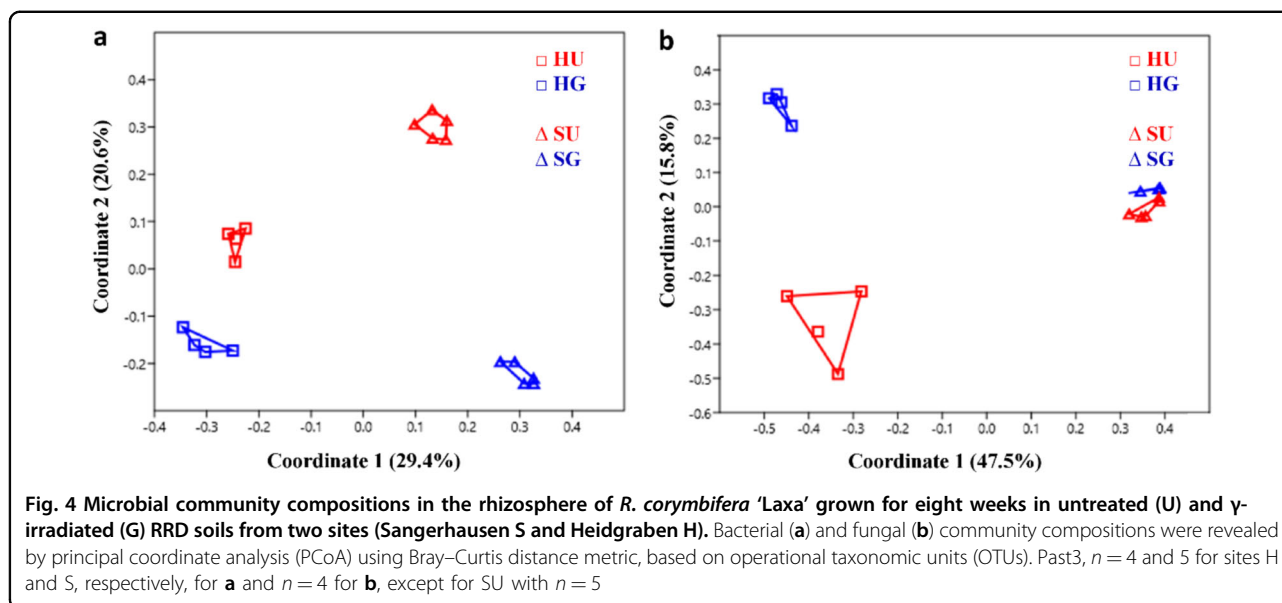 a
0.4
0.3
0.2
0.1
0.0
-0.1
-0.2
Coordinate 2 (20.6%)
-0.4 -0.3 -0.2 -0.1 0.0 0.1 0.2 0.3 0.4
Coordinate 1 (29.4%)
□ HU
□ HG
Δ SU
Δ SG
b
0.4
0.3
0.2
0.1
0.0
-0.1
-0.2
-0.3
-0.4
-0.5
-0.6
Coordinate 2 (15.8%)
-0.5 -0.4 -0.3 -0.2 -0.1 0.0 0.1 0.2 0.3 0.4
Coordinate 1 (47.5%)
□ HU
□ HG
Δ SU
Δ SG
Fig. 4 Microbial community compositions in the rhizosphere of R. corymbifera ‘Laxa’ grown for eight weeks in untreated (U) and γ-
irradiated (G) RRD soils from two sites (Sangerhausen S and Heidgraben H). Bacterial (a) and fungal (b) community compositions were revealed
by principal coordinate analysis (PCoA) using Bray–Curtis distance metric, based on operational taxonomic units (OTUs). Past3, n = 4 and 5 for sites H
and S, respectively, for a and n = 4 for b, except for SU with n = 5